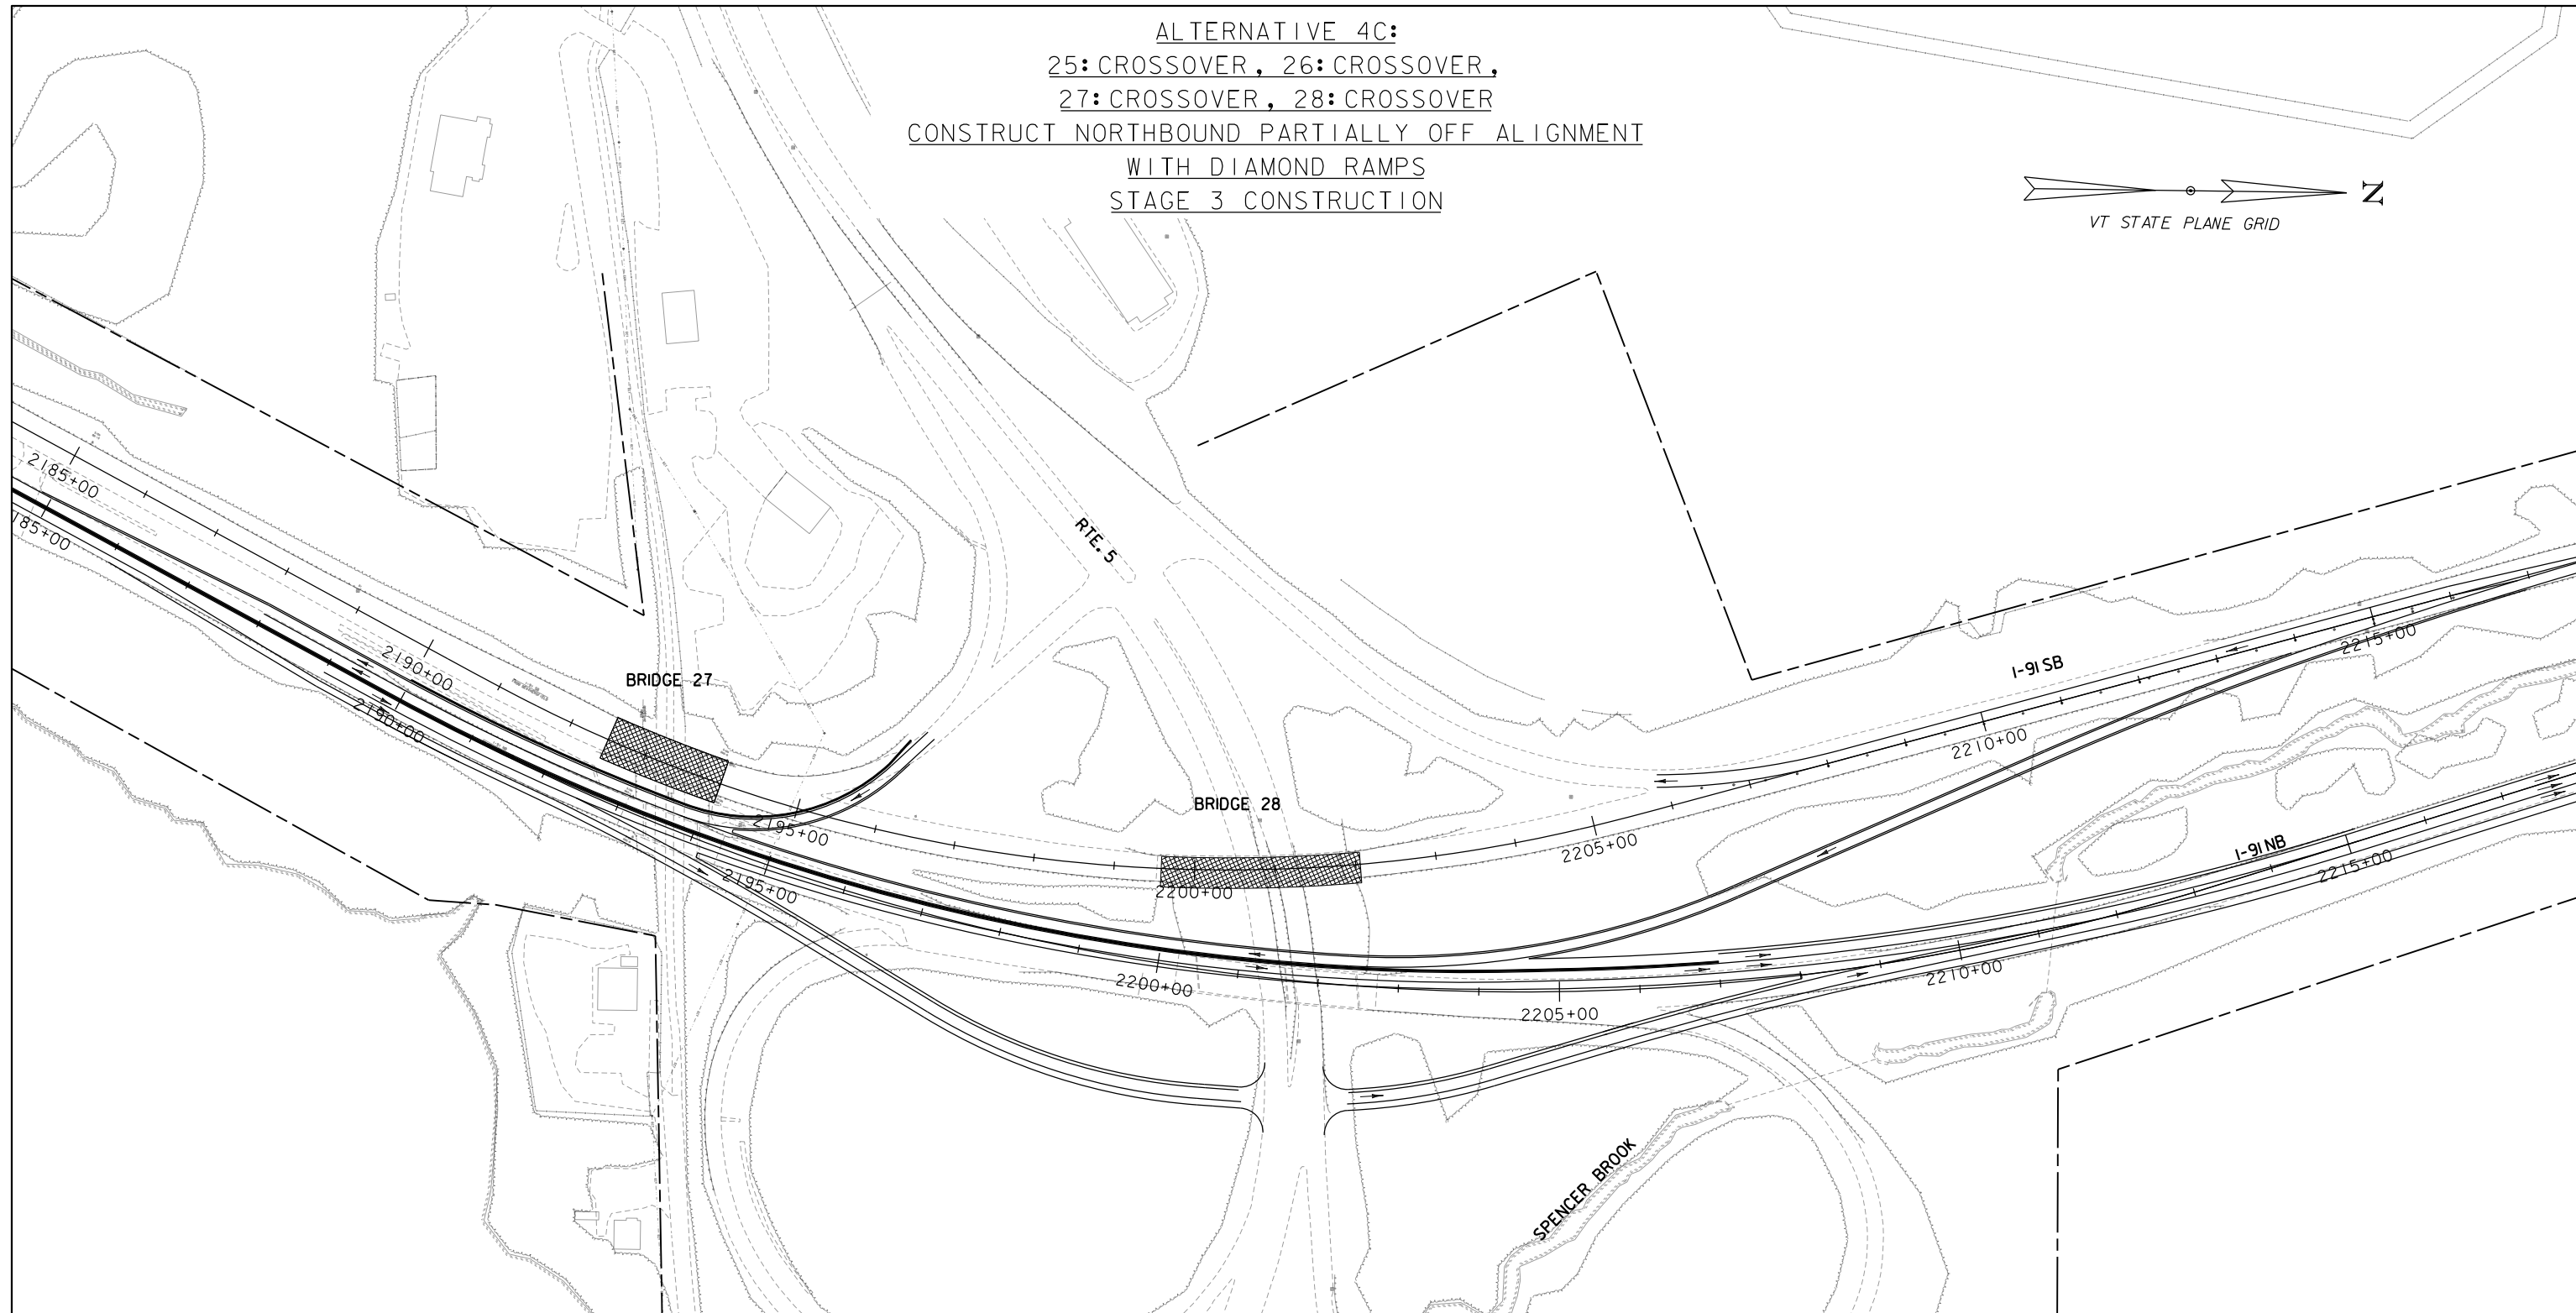 ALTERNATIVE 4C:
25: CROSSOVER, 26: CROSSOVER,
27: CROSSOVER, 28: CROSSOVER
CONSTRUCT NORTHBOUND PARTIALLY OFF ALIGNMENT
WITH DIAMOND RAMPS
STAGE 3 CONSTRUCTION
N
VT STATE PLANE GRID
2185+00
185+00
RTE. 5
2190+00
2190+00
BRIDGE 27
I-91 SB
2215+00
2210+00
BRIDGE 28
2195+00
2205+00
I-91 NB
2215+00
2195+00
2200+00
2200+00
2210+00
2205+00
SPENCER BROOK